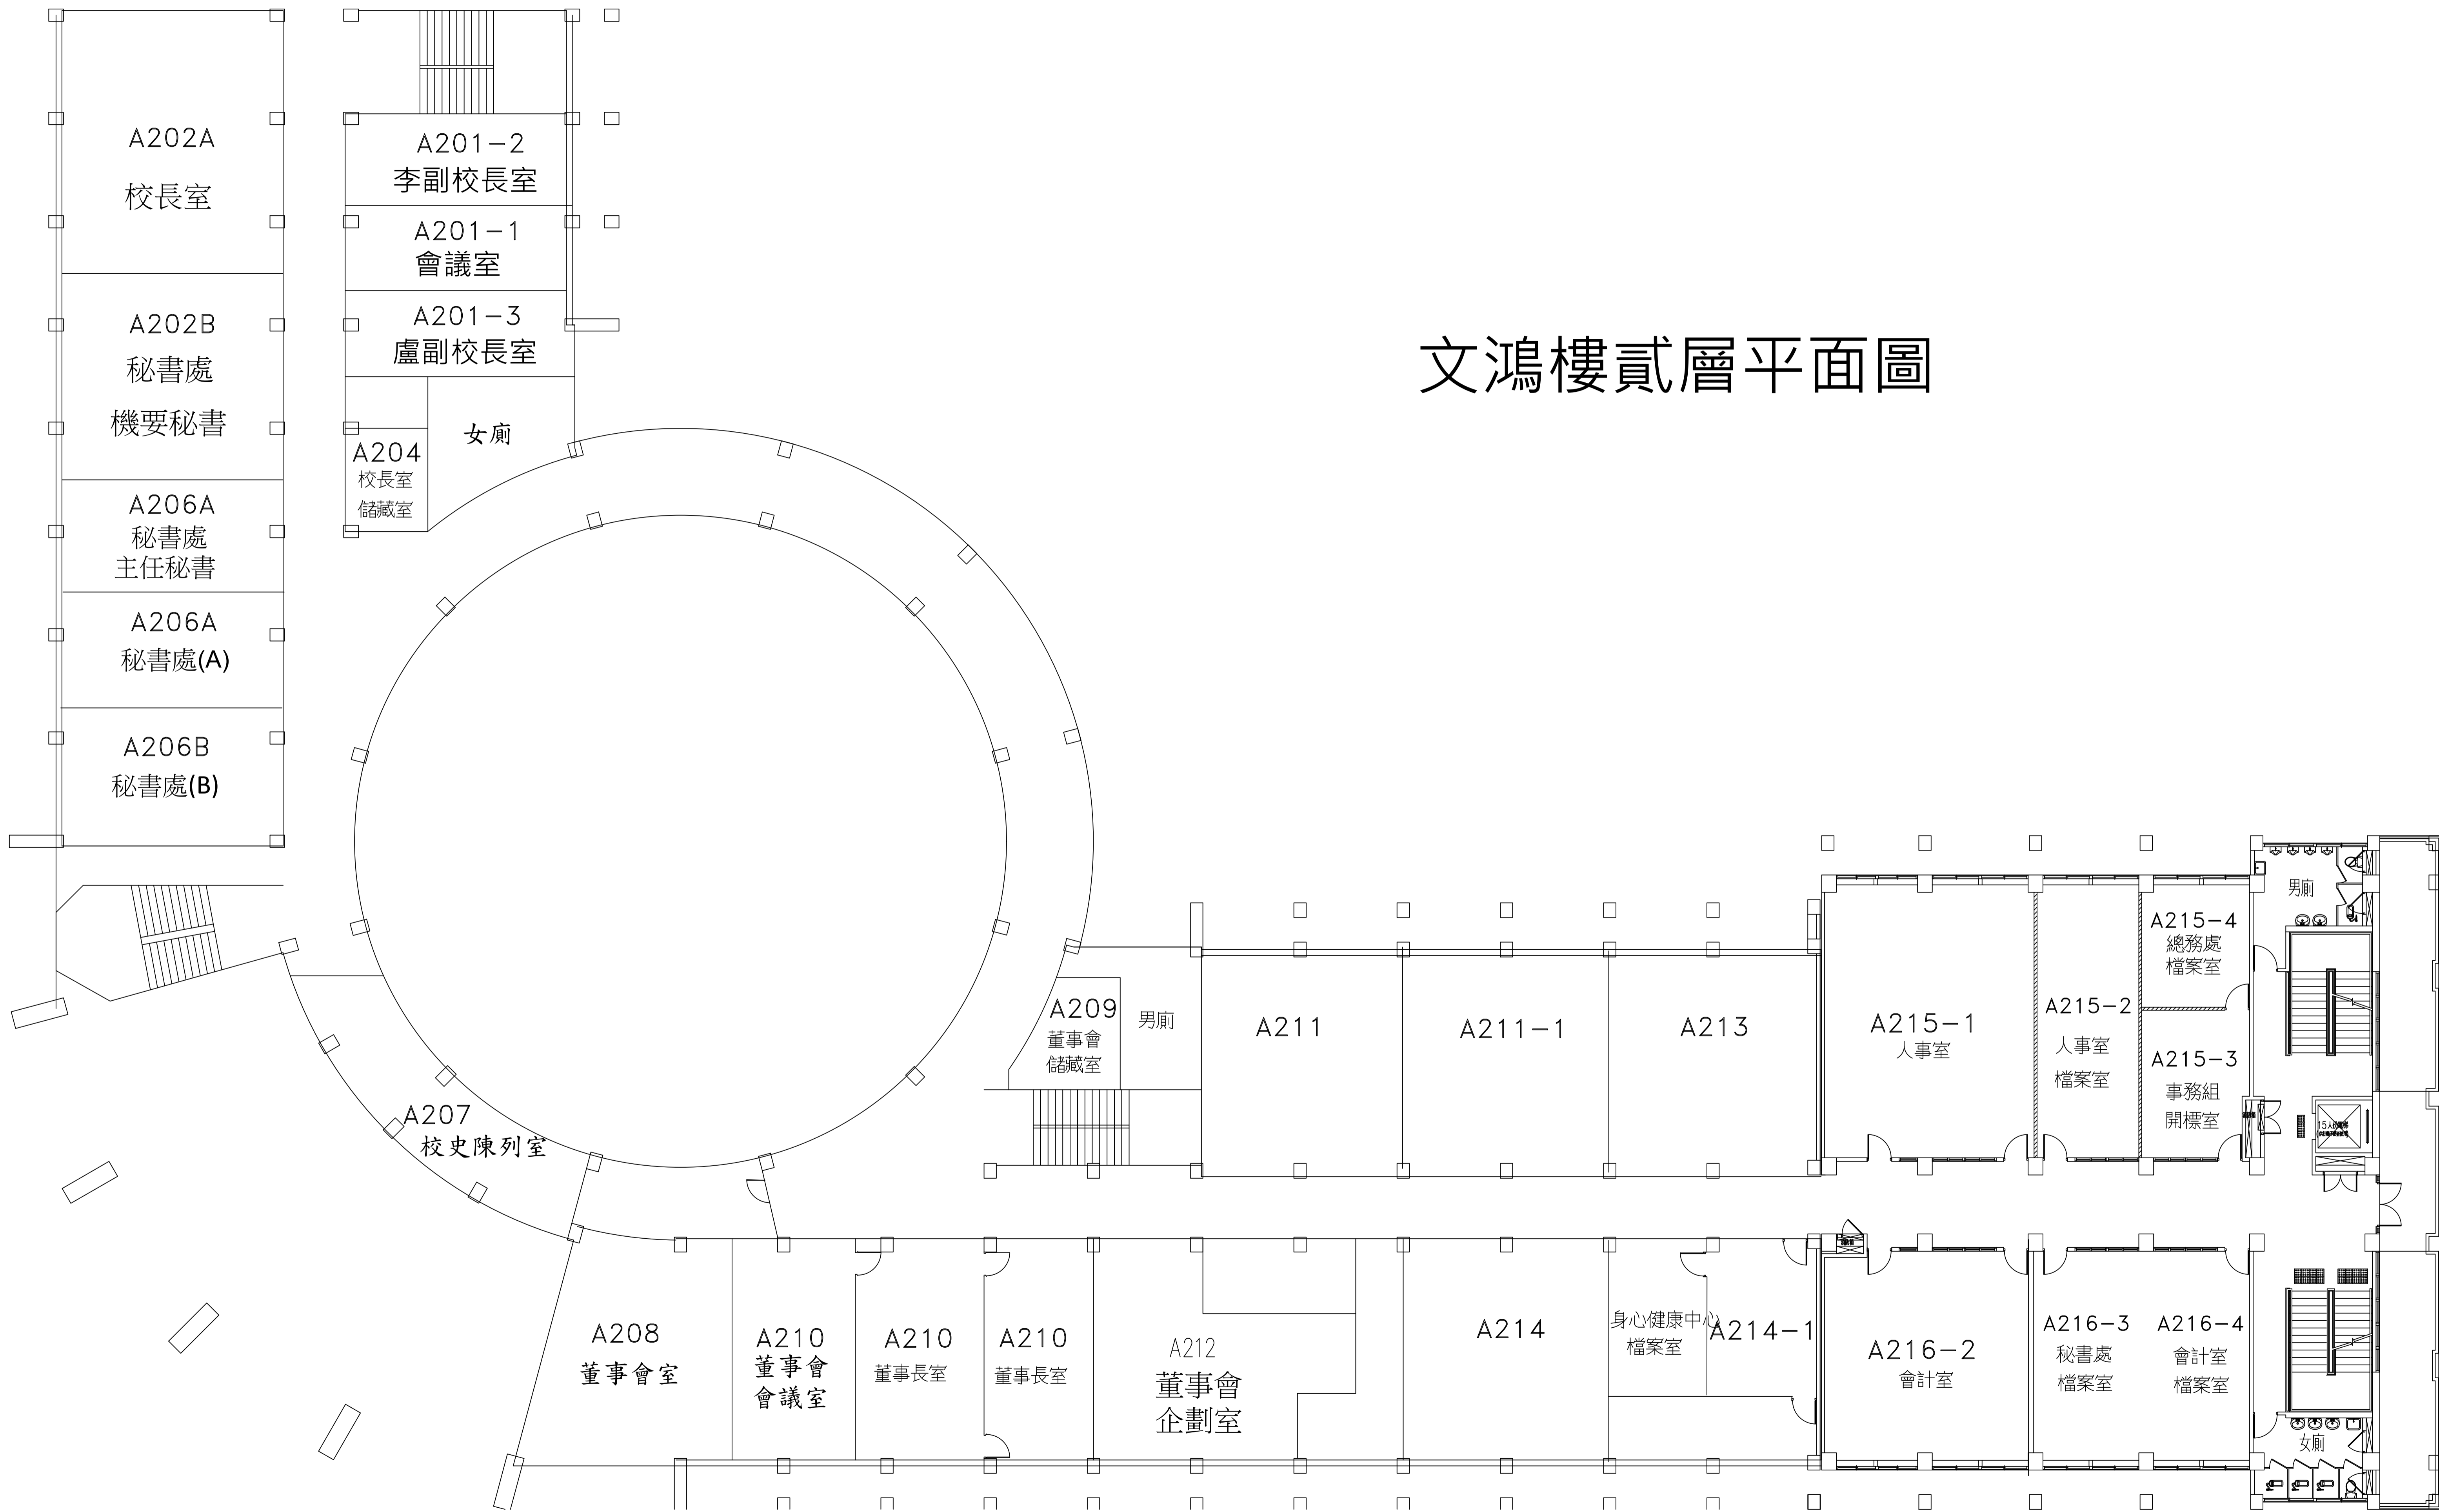 文鴻樓貳層平面圖
A202A
校長室
A202B
秘書處
機要秘書
A206A
秘書處
主任秘書
A206A
秘書處(A)
A206B
秘書處(B)
A201-2
李副校長室
A201-1
會議室
A201-3
盧副校長室
女廁
A204
校長室
儲藏室
A207
校史陳列室
A209
董事會
儲藏室
男廁
A211
A211-1
A213
A215-1
人事室
A215-2
人事室
檔案室
A215-4
總務處
檔案室
A215-3
事務組
開標室
男廁
A208
董事會室
A210
董事會
會議室
A210
董事長室
A210
董事長室
A212
董事會
企劃室
A214
身心健康中心
檔案室
A214-1
A216-2
會計室
A216-3
秘書處
檔案室
A216-4
會計室
檔案室
女廁